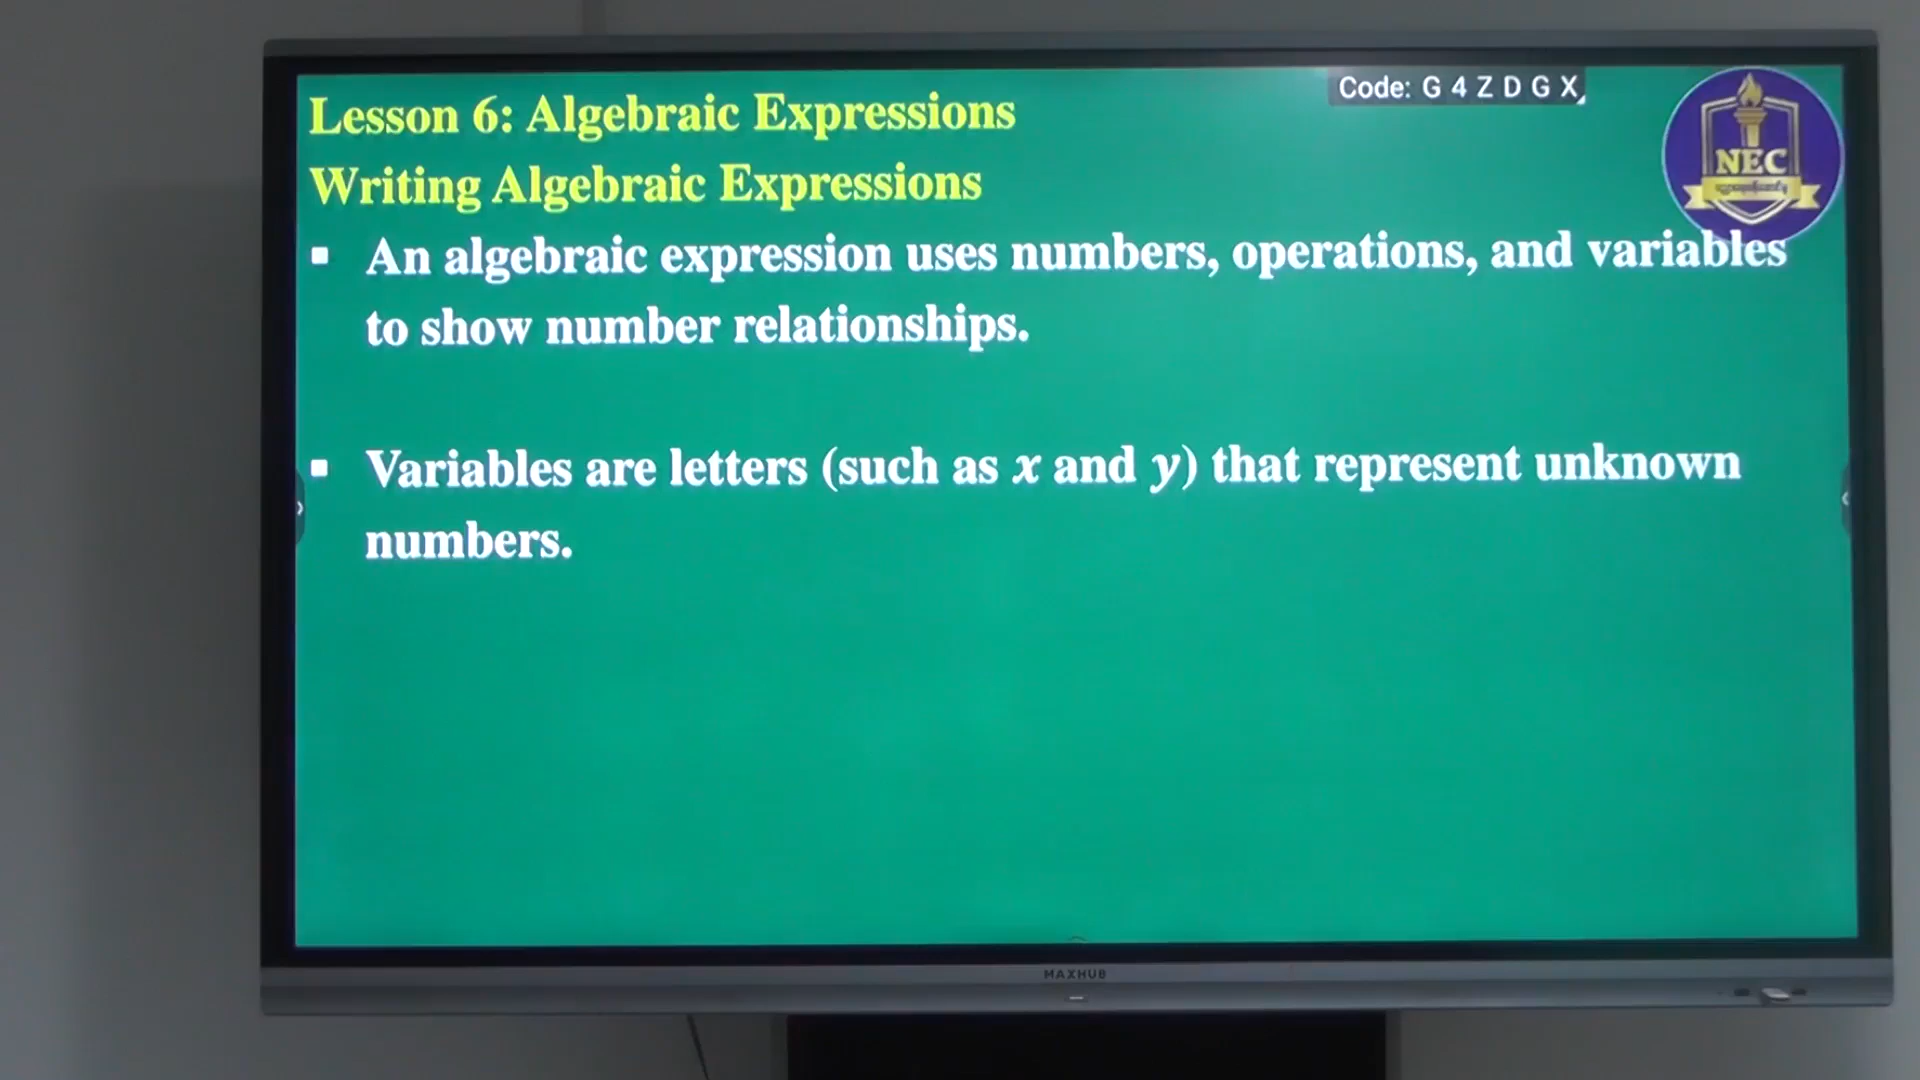 Code: G 4 Z D G X
Lesson 6: Algebraic Expressions
NEC
Writing Algebraic Expressions
▪ An algebraic expression uses numbers, operations, and variables
to show number relationships.
▪ Variables are letters (such as x and y) that represent unknown
numbers.
MAXHUB